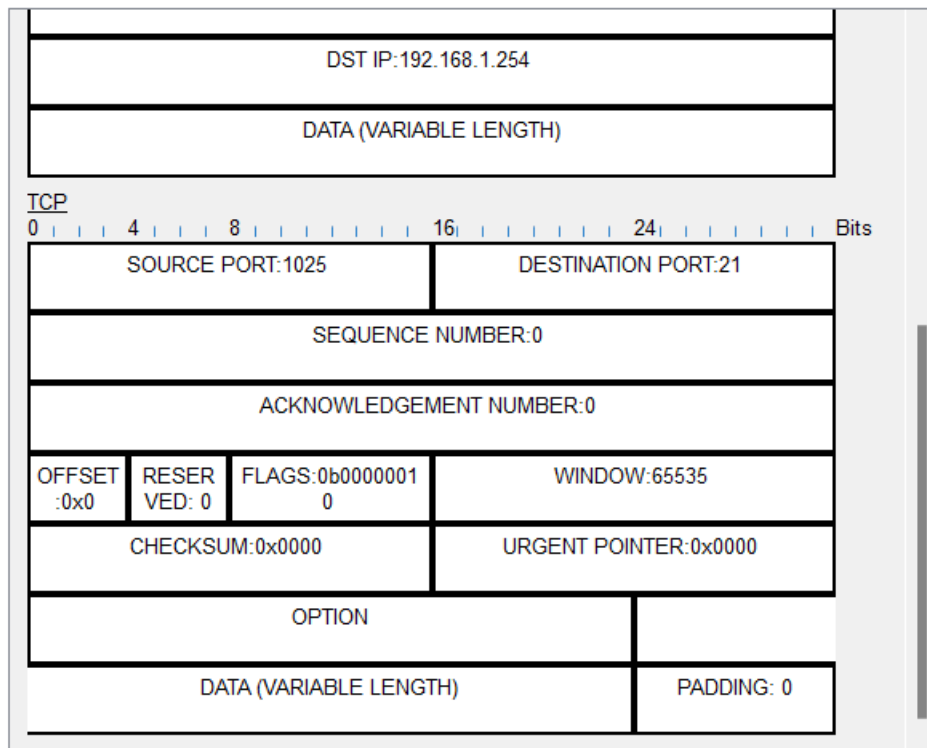 DST IP:192.168.1.254
DATA (VARIABLE LENGTH)
TCP
0 4 8 16 24 Bits
SOURCE PORT:1025 DESTINATION PORT:21
SEQUENCE NUMBER:0
ACKNOWLEDGEMENT NUMBER:0
OFFSET RESER FLAGS:0b0000001 WINDOW:65535
:0x0 VED: 0 0
CHECKSUM:0x0000 URGENT POINTER:0x0000
OPTION
DATA (VARIABLE LENGTH) PADDING: 0